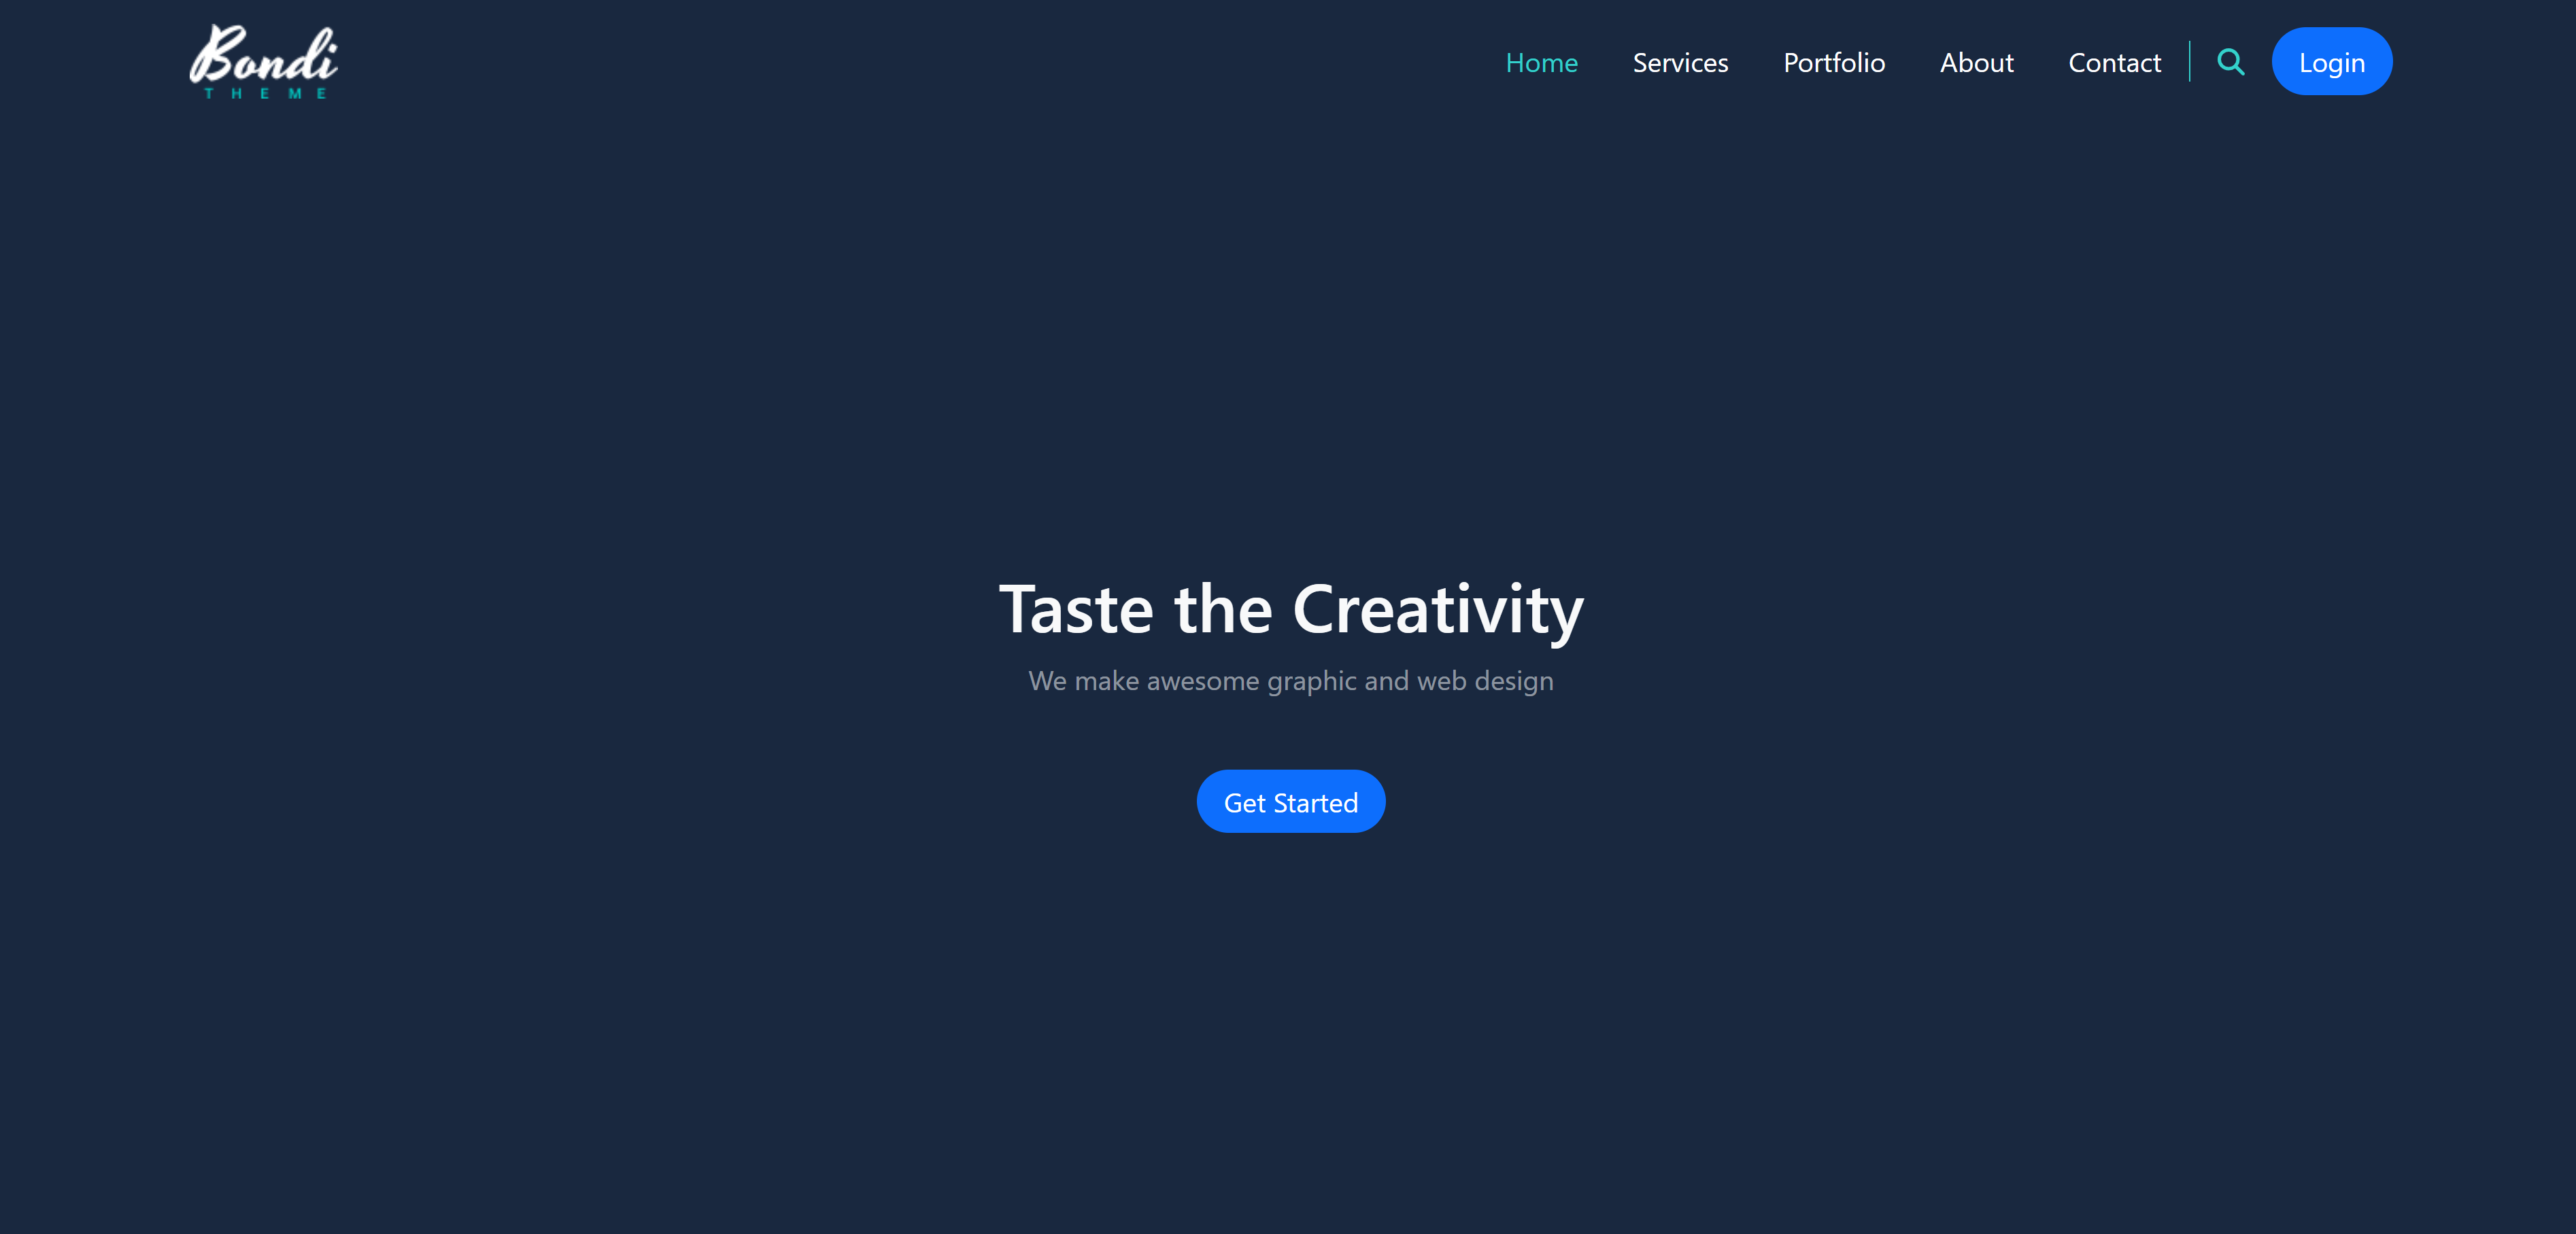 Bondi
THEME
Home Services Portfolio About Contact Login
Taste the Creativity
We make awesome graphic and web design
Get Started